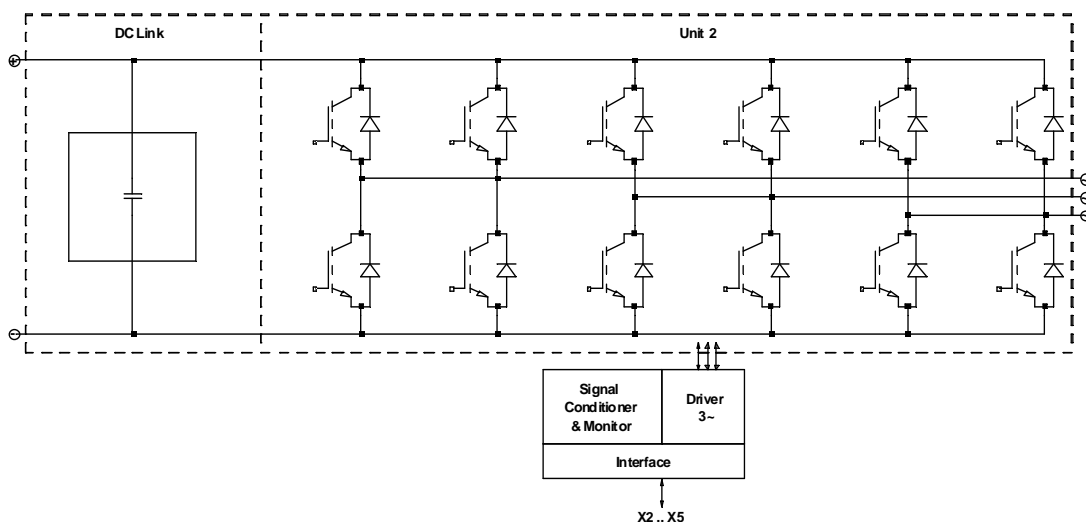 DC Link
Unit 2
Signal
Conditioner
& Monitor
Driver
3~
Interface
X2 .. X5